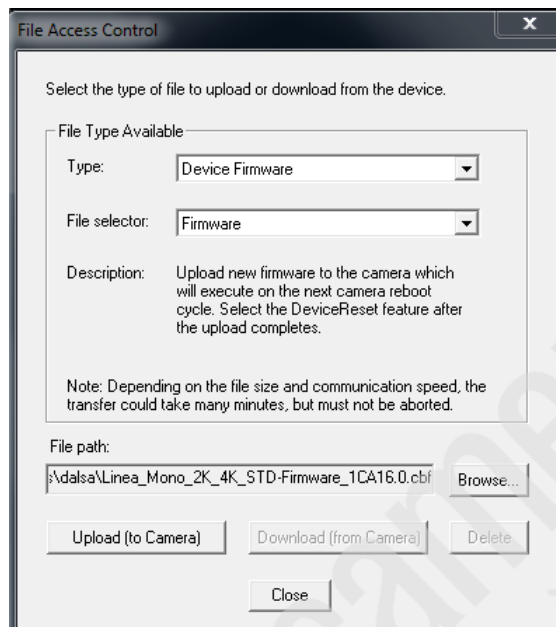 File Access Control
x
Select the type of file to upload or download from the device.
File Type Available
Type: Device Firmware
File selector: Firmware
Description: Upload new firmware to the camera which
will execute on the next camera reboot
cycle. Select the DeviceReset feature after
the upload completes.
Note: Depending on the file size and communication speed, the
transfer could take many minutes, but must not be aborted.
File path:
s\dalsa\Linea_Mono_2K_4K_STD-Firmware_1CA16.0.cbf Browse...
Upload (to Camera) Download (from Camera) Delete
Close